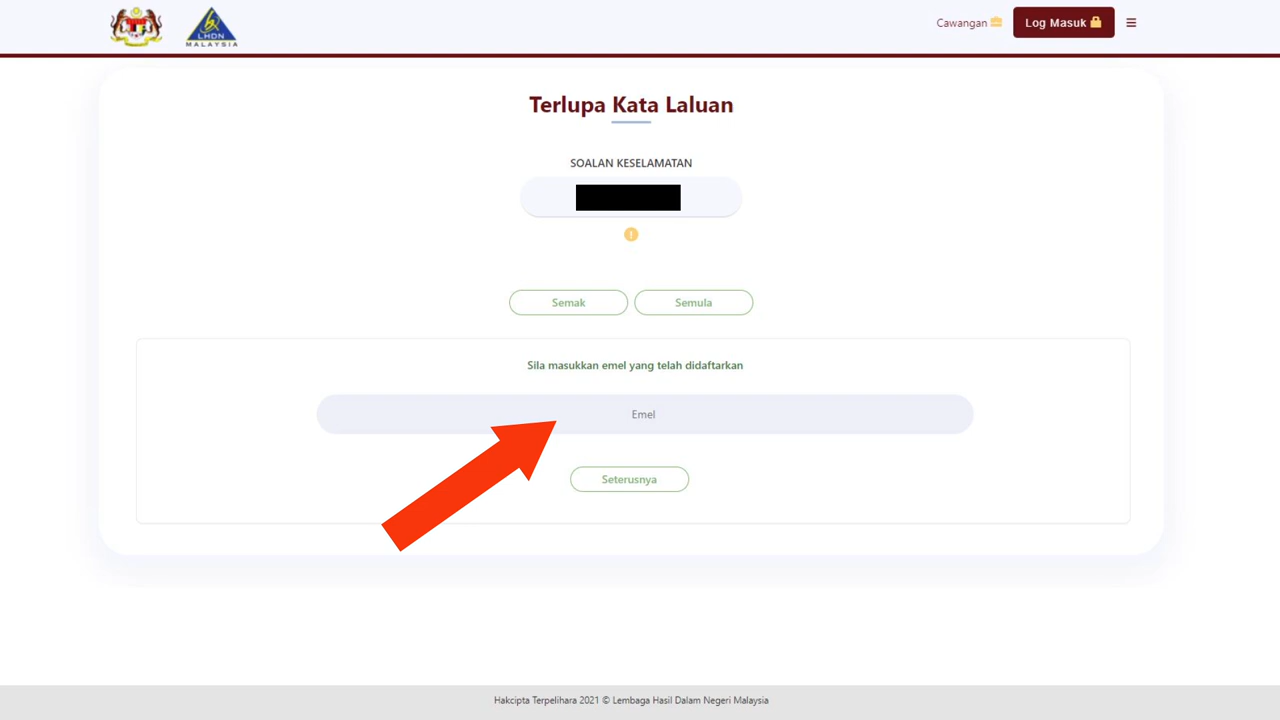 LHDN
MALAYSIA
Cawangan
Log Masuk
Terlupa Kata Laluan
SOALAN KESELAMATAN
Semak
Semula
Sila masukkan emel yang telah didaftarkan
Emel
Seterusnya
Hakcipta Terpelihara 2021 © Lembaga Hasil Dalam Negeri Malaysia